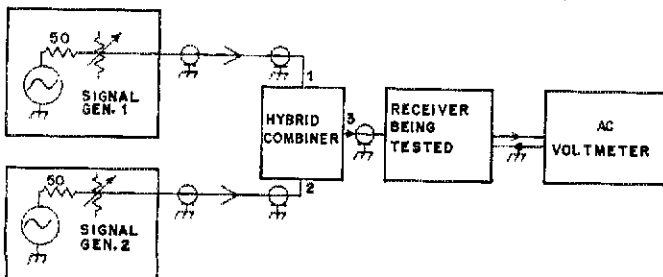 50
SIGNAL
GEN. 1
1
HYBRID
COMBINER
3
2
RECEIVER
BEING
TESTED
AC
VOLTMETER
50
SIGNAL
GEN. 2